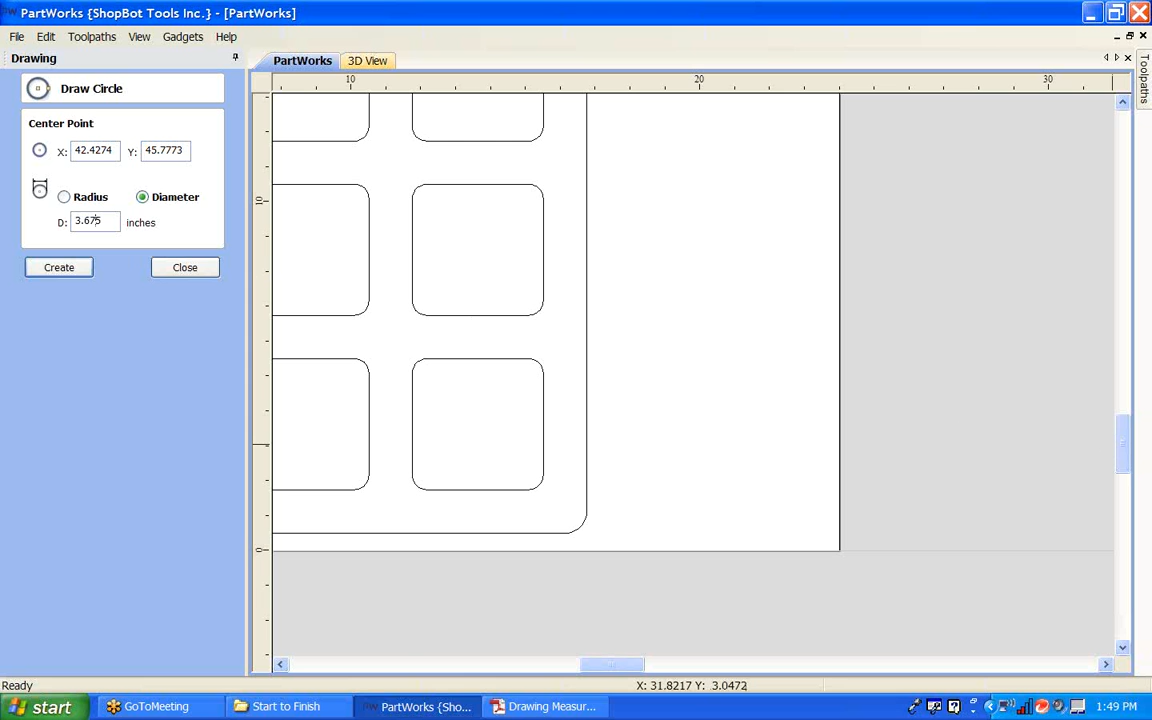 PartWorks {ShopBot Tools Inc.} - [PartWorks]
File Edit Toolpaths View Gadgets Help
Drawing
PartWorks 3D View
Toolpaths
Draw Circle
10 20 30
Center Point
X: 42.4274 Y: 45.7773
Radius Diameter
D: 3.675 inches
Create Close
10
0
Ready X: 31.8217 Y: 3.0472
start GoToMeeting Start to Finish PartWorks {Sho... Drawing Measur... 1:49 PM